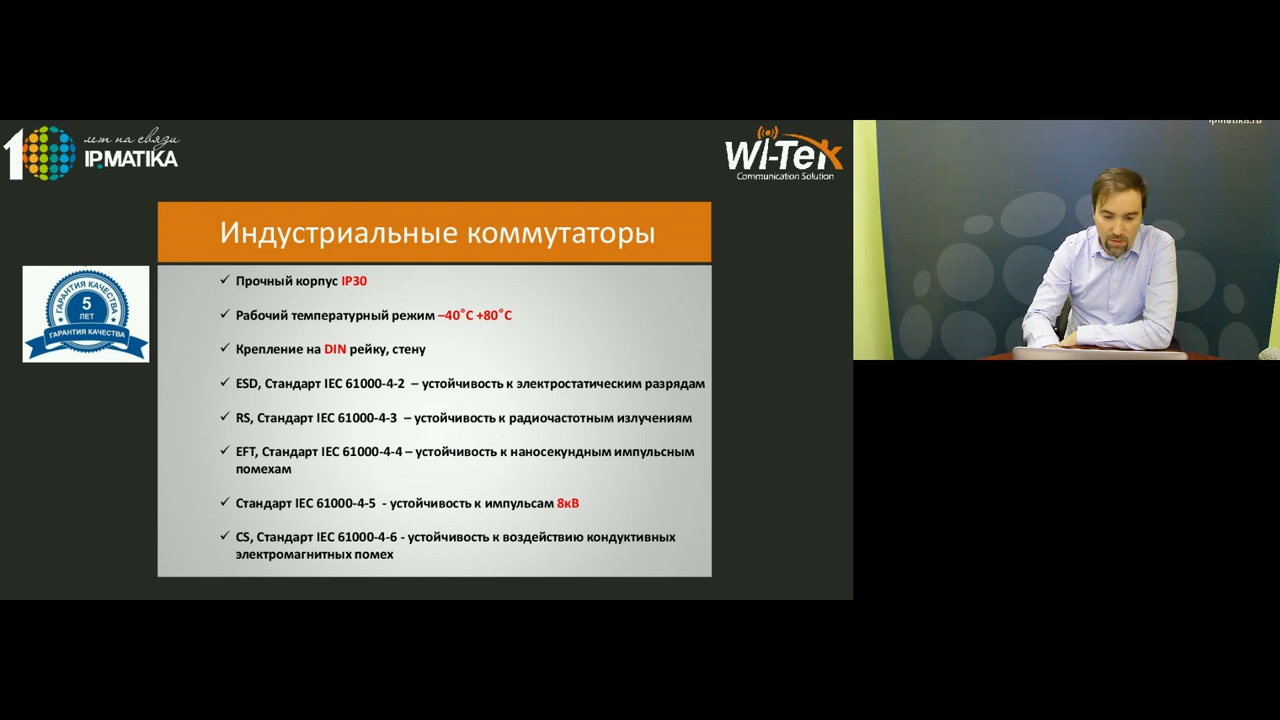 10 лет на связи
IPMATIKA
Wi-Tek
Communication Solution
ipmatika.ru
Индустриальные коммутаторы
ГАРАНТИЯ КАЧЕСТВА
5
ЛЕТ
ГАРАНТИЯ КАЧЕСТВА
✓ Прочный корпус IP30
✓ Рабочий температурный режим –40°C +80°C
✓ Крепление на DIN рейку, стену
✓ ESD, Стандарт IEC 61000-4-2 – устойчивость к электростатическим разрядам
✓ RS, Стандарт IEC 61000-4-3 – устойчивость к радиочастотным излучениям
✓ EFT, Стандарт IEC 61000-4-4 – устойчивость к наносекундным импульсным
помехам
✓ Стандарт IEC 61000-4-5 - устойчивость к импульсам 8кВ
✓ CS, Стандарт IEC 61000-4-6 - устойчивость к воздействию кондуктивных
электромагнитных помех